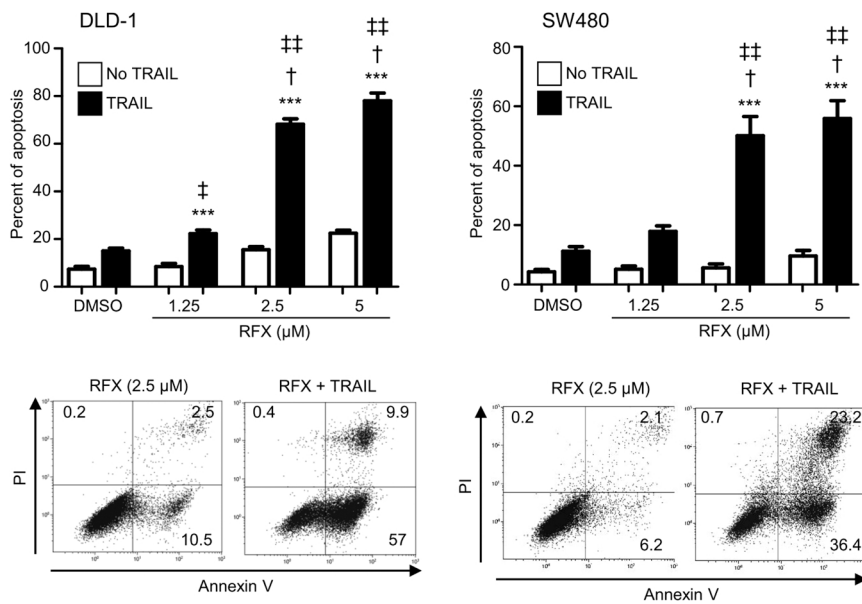 DLD-1
100
80
60
40
20
0
Percent of apoptosis
No TRAIL
TRAIL
‡
***
‡‡
†
***
‡‡
†
***
DMSO 1.25 2.5 5
RFX (µM)
SW480
80
60
40
20
0
Percent of apoptosis
No TRAIL
TRAIL
‡‡
†
***
‡‡
†
***
DMSO 1.25 2.5 5
RFX (µM)
RFX (2.5 µM) RFX + TRAIL
0.2 2.5 0.4 9.9
10.5 57
PI
Annexin V
RFX (2.5 µM) RFX + TRAIL
0.2 2.1 0.7 23.2
6.2 36.4
PI
Annexin V